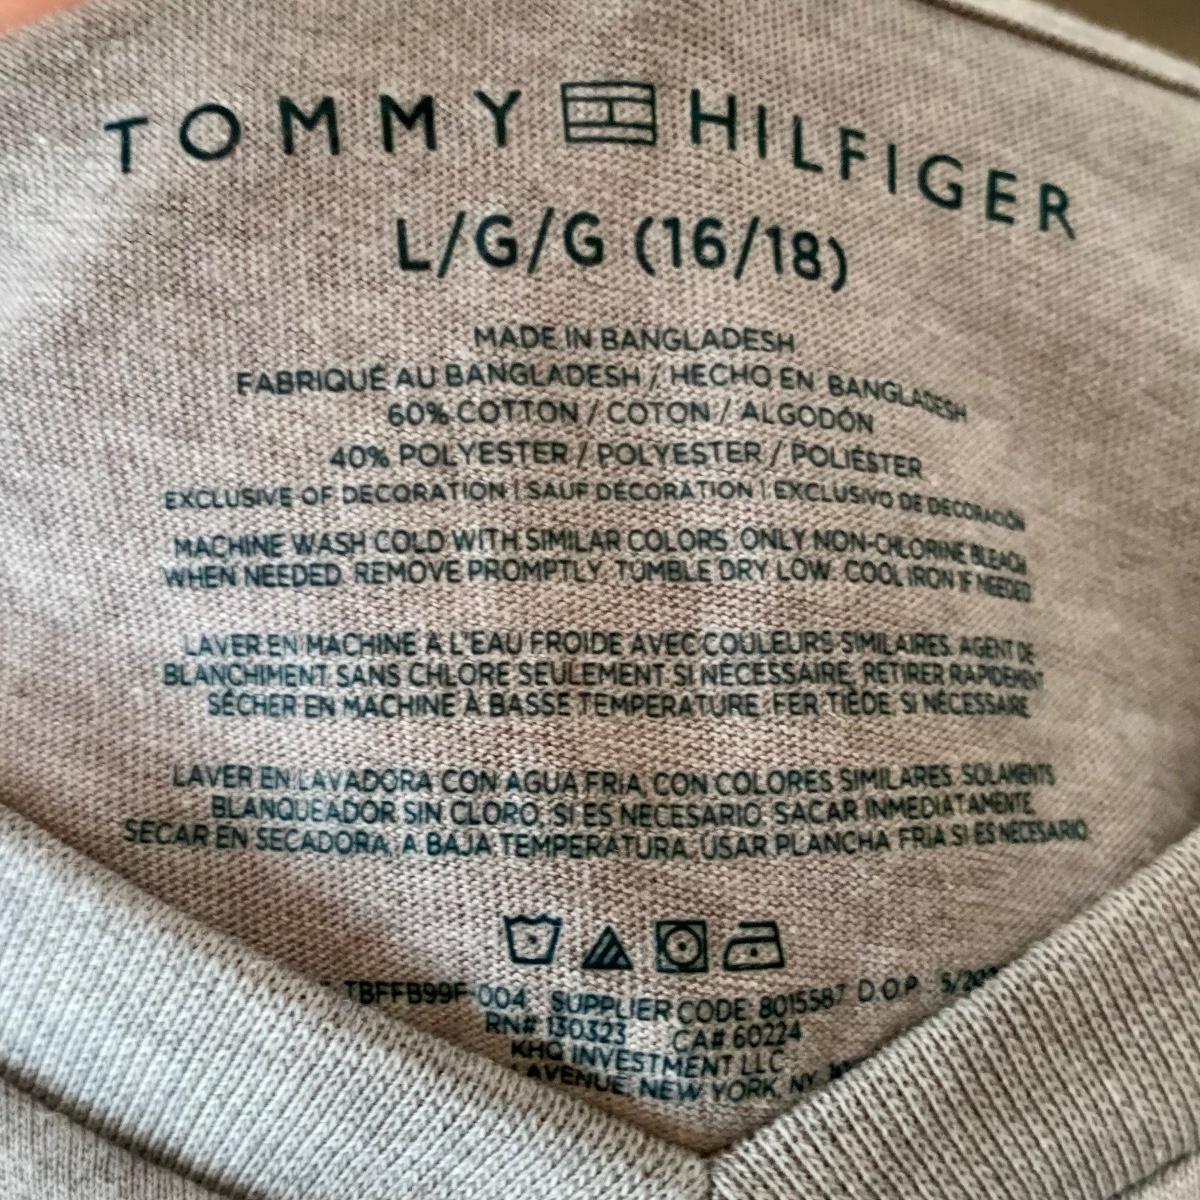 TOMMY HILFIGER
L/G/G (16/18)
MADE IN BANGLADESH
FABRIQUÉ AU BANGLADESH / HECHO EN BANGLADESH
60% COTTON / COTON / ALGODÓN
40% POLYESTER / POLYESTER / POLIÉSTER
EXCLUSIVE OF DECORATION | SAUF DÉCORATION | EXCLUSIVO DE DECORACIÓN
MACHINE WASH COLD WITH SIMILAR COLORS. ONLY NON-CHLORINE BLEACH
WHEN NEEDED. REMOVE PROMPTLY. TUMBLE DRY LOW. COOL IRON IF NEEDED
LAVER EN MACHINE À L'EAU FROIDE AVEC COULEURS SIMILAIRES. AGENT DE
BLANCHIMENT SANS CHLORE SEULEMENT SI NÉCESSAIRE. RETIRER RAPIDEMENT
SÉCHER EN MACHINE À BASSE TEMPÉRATURE. FER TIÈDE SI NÉCESSAIRE
LAVER EN LAVADORA CON AGUA FRIA, CON COLORES SIMILARES. SOLAMENTS
BLANQUEADOR SIN CLORO. SI ES NECESARIO. SACAR INMEDIATAMENTE.
SECAR EN SECADORA, A BAJA TEMPERATURA. USAR PLANCHA FRIA SI ES NECESARIO.
TBFFB99F-004 SUPPLIER CODE: 8015587 D.O.P. 5/20
RN# 130323 CA# 60224
KHQ INVESTMENT LLC
AVENUE, NEW YORK, NY